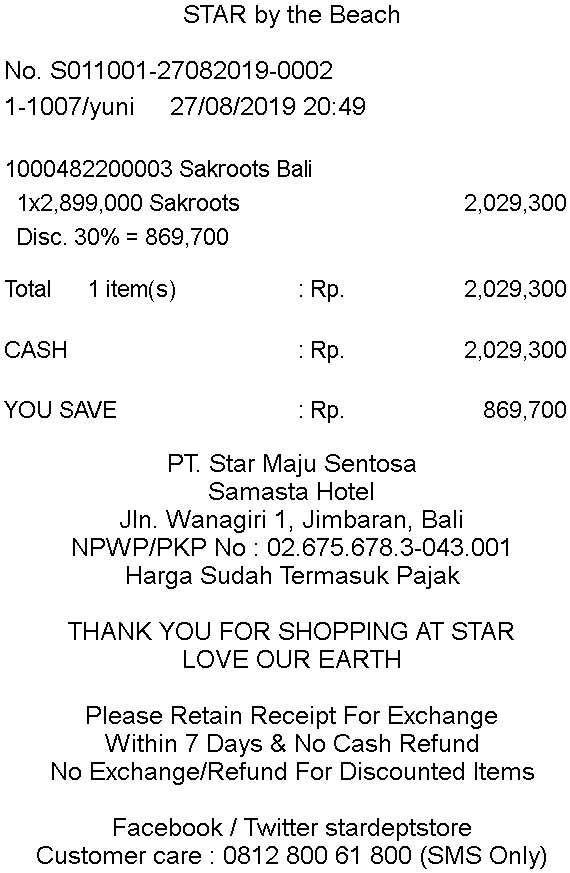 STAR by the Beach
No. S011001-27082019-0002
1-1007/yuni 27/08/2019 20:49
1000482200003 Sakroots Bali
1x2,899,000 Sakroots 2,029,300
Disc. 30% = 869,700
Total 1 item(s) : Rp. 2,029,300
CASH : Rp. 2,029,300
YOU SAVE : Rp. 869,700
PT. Star Maju Sentosa
Samasta Hotel
Jln. Wanagiri 1, Jimbaran, Bali
NPWP/PKP No : 02.675.678.3-043.001
Harga Sudah Termasuk Pajak
THANK YOU FOR SHOPPING AT STAR
LOVE OUR EARTH
Please Retain Receipt For Exchange
Within 7 Days & No Cash Refund
No Exchange/Refund For Discounted Items
Facebook / Twitter stardeptstore
Customer care : 0812 800 61 800 (SMS Only)